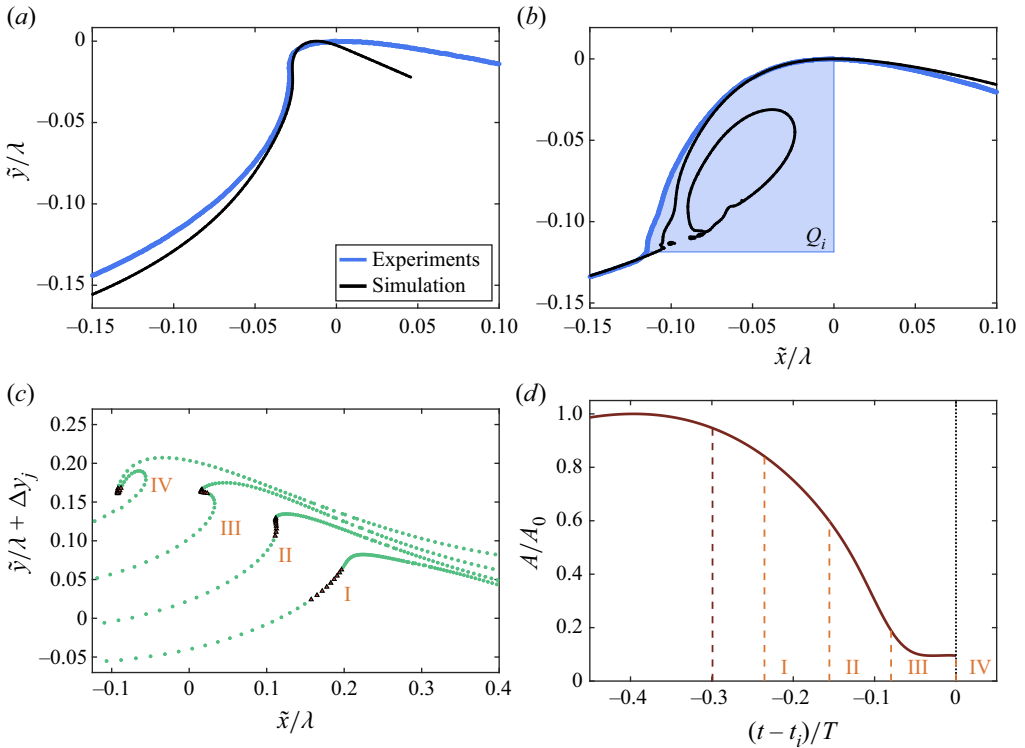 (a)
(b)
0
−0.05
−0.10
−0.15
ỹ/λ
−0.15 −0.10 −0.05 0 0.05 0.10
Experiments
Simulation
0
−0.05
−0.10
−0.15
−0.15 −0.10 −0.05 0 0.05 0.10
x̃/λ
Q_i
(c)
(d)
0.25
0.20
0.15
0.10
0.05
0
−0.05
ỹ/λ + Δy_j
−0.1 0 0.1 0.2 0.3 0.4
x̃/λ
IV
III
II
I
1.0
0.8
0.6
0.4
0.2
0
A/A_0
−0.4 −0.3 −0.2 −0.1 0
(t − t_i)/T
I II III IV